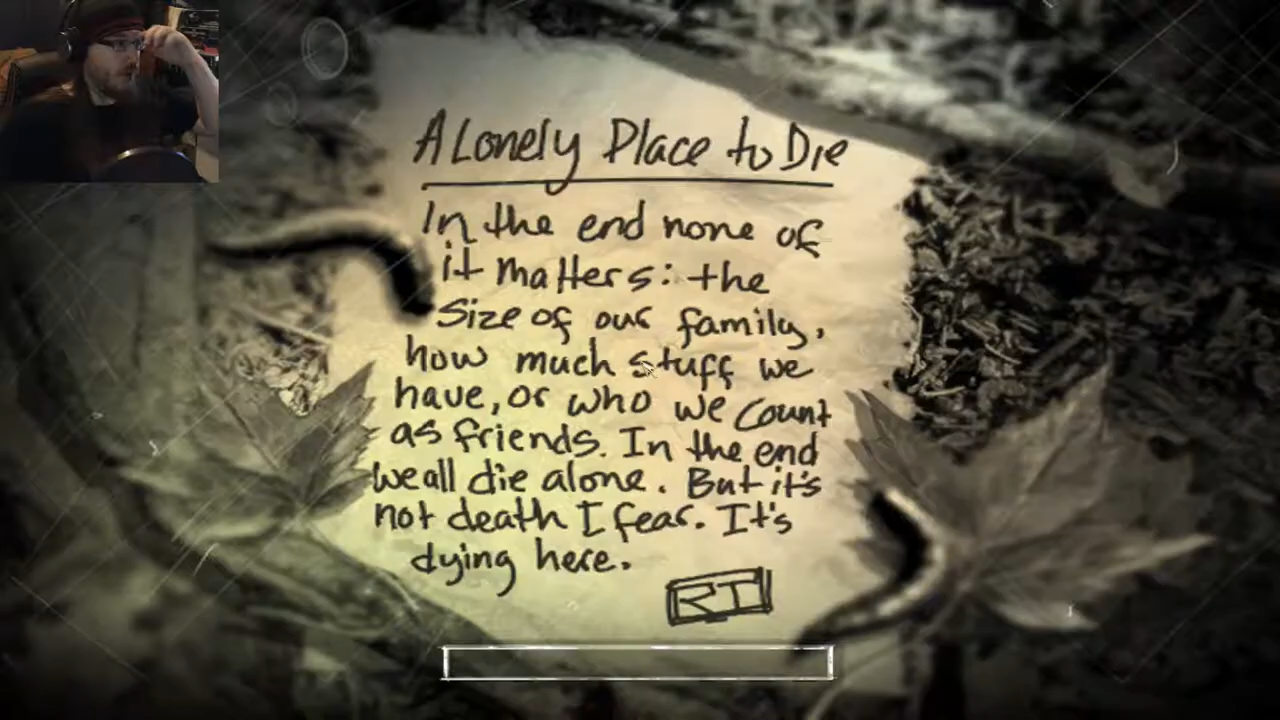 A Lonely Place to Die
In the end none of
it matters: the
size of our family,
how much stuff we
have, or who we count
as friends. In the end
we all die alone. But it's
not death I fear. It's
dying here.
RT